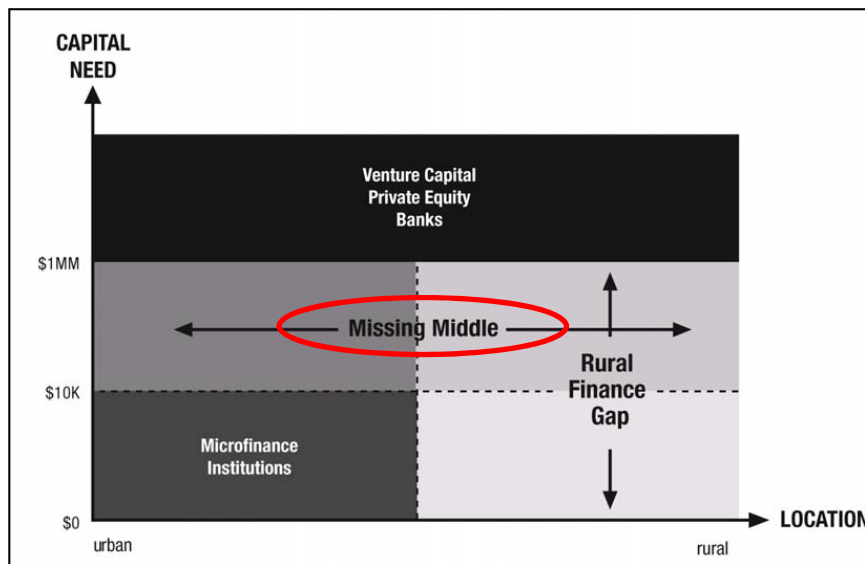 CAPITAL
NEED
Venture Capital
Private Equity
Banks
$1MM
Missing Middle
Rural
Finance
Gap
$10K
Microfinance
Institutions
$0
LOCATION
urban
rural